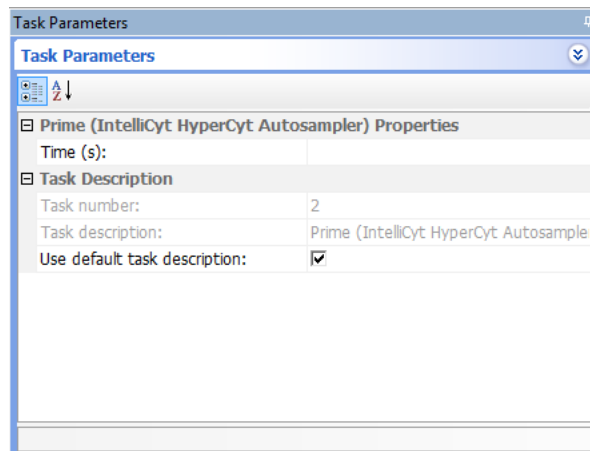 Task Parameters
Task Parameters
A Z
Prime (IntelliCyt HyperCyt Autosampler) Properties
Time (s):
Task Description
Task number: 2
Task description: Prime (IntelliCyt HyperCyt Autosample
Use default task description: